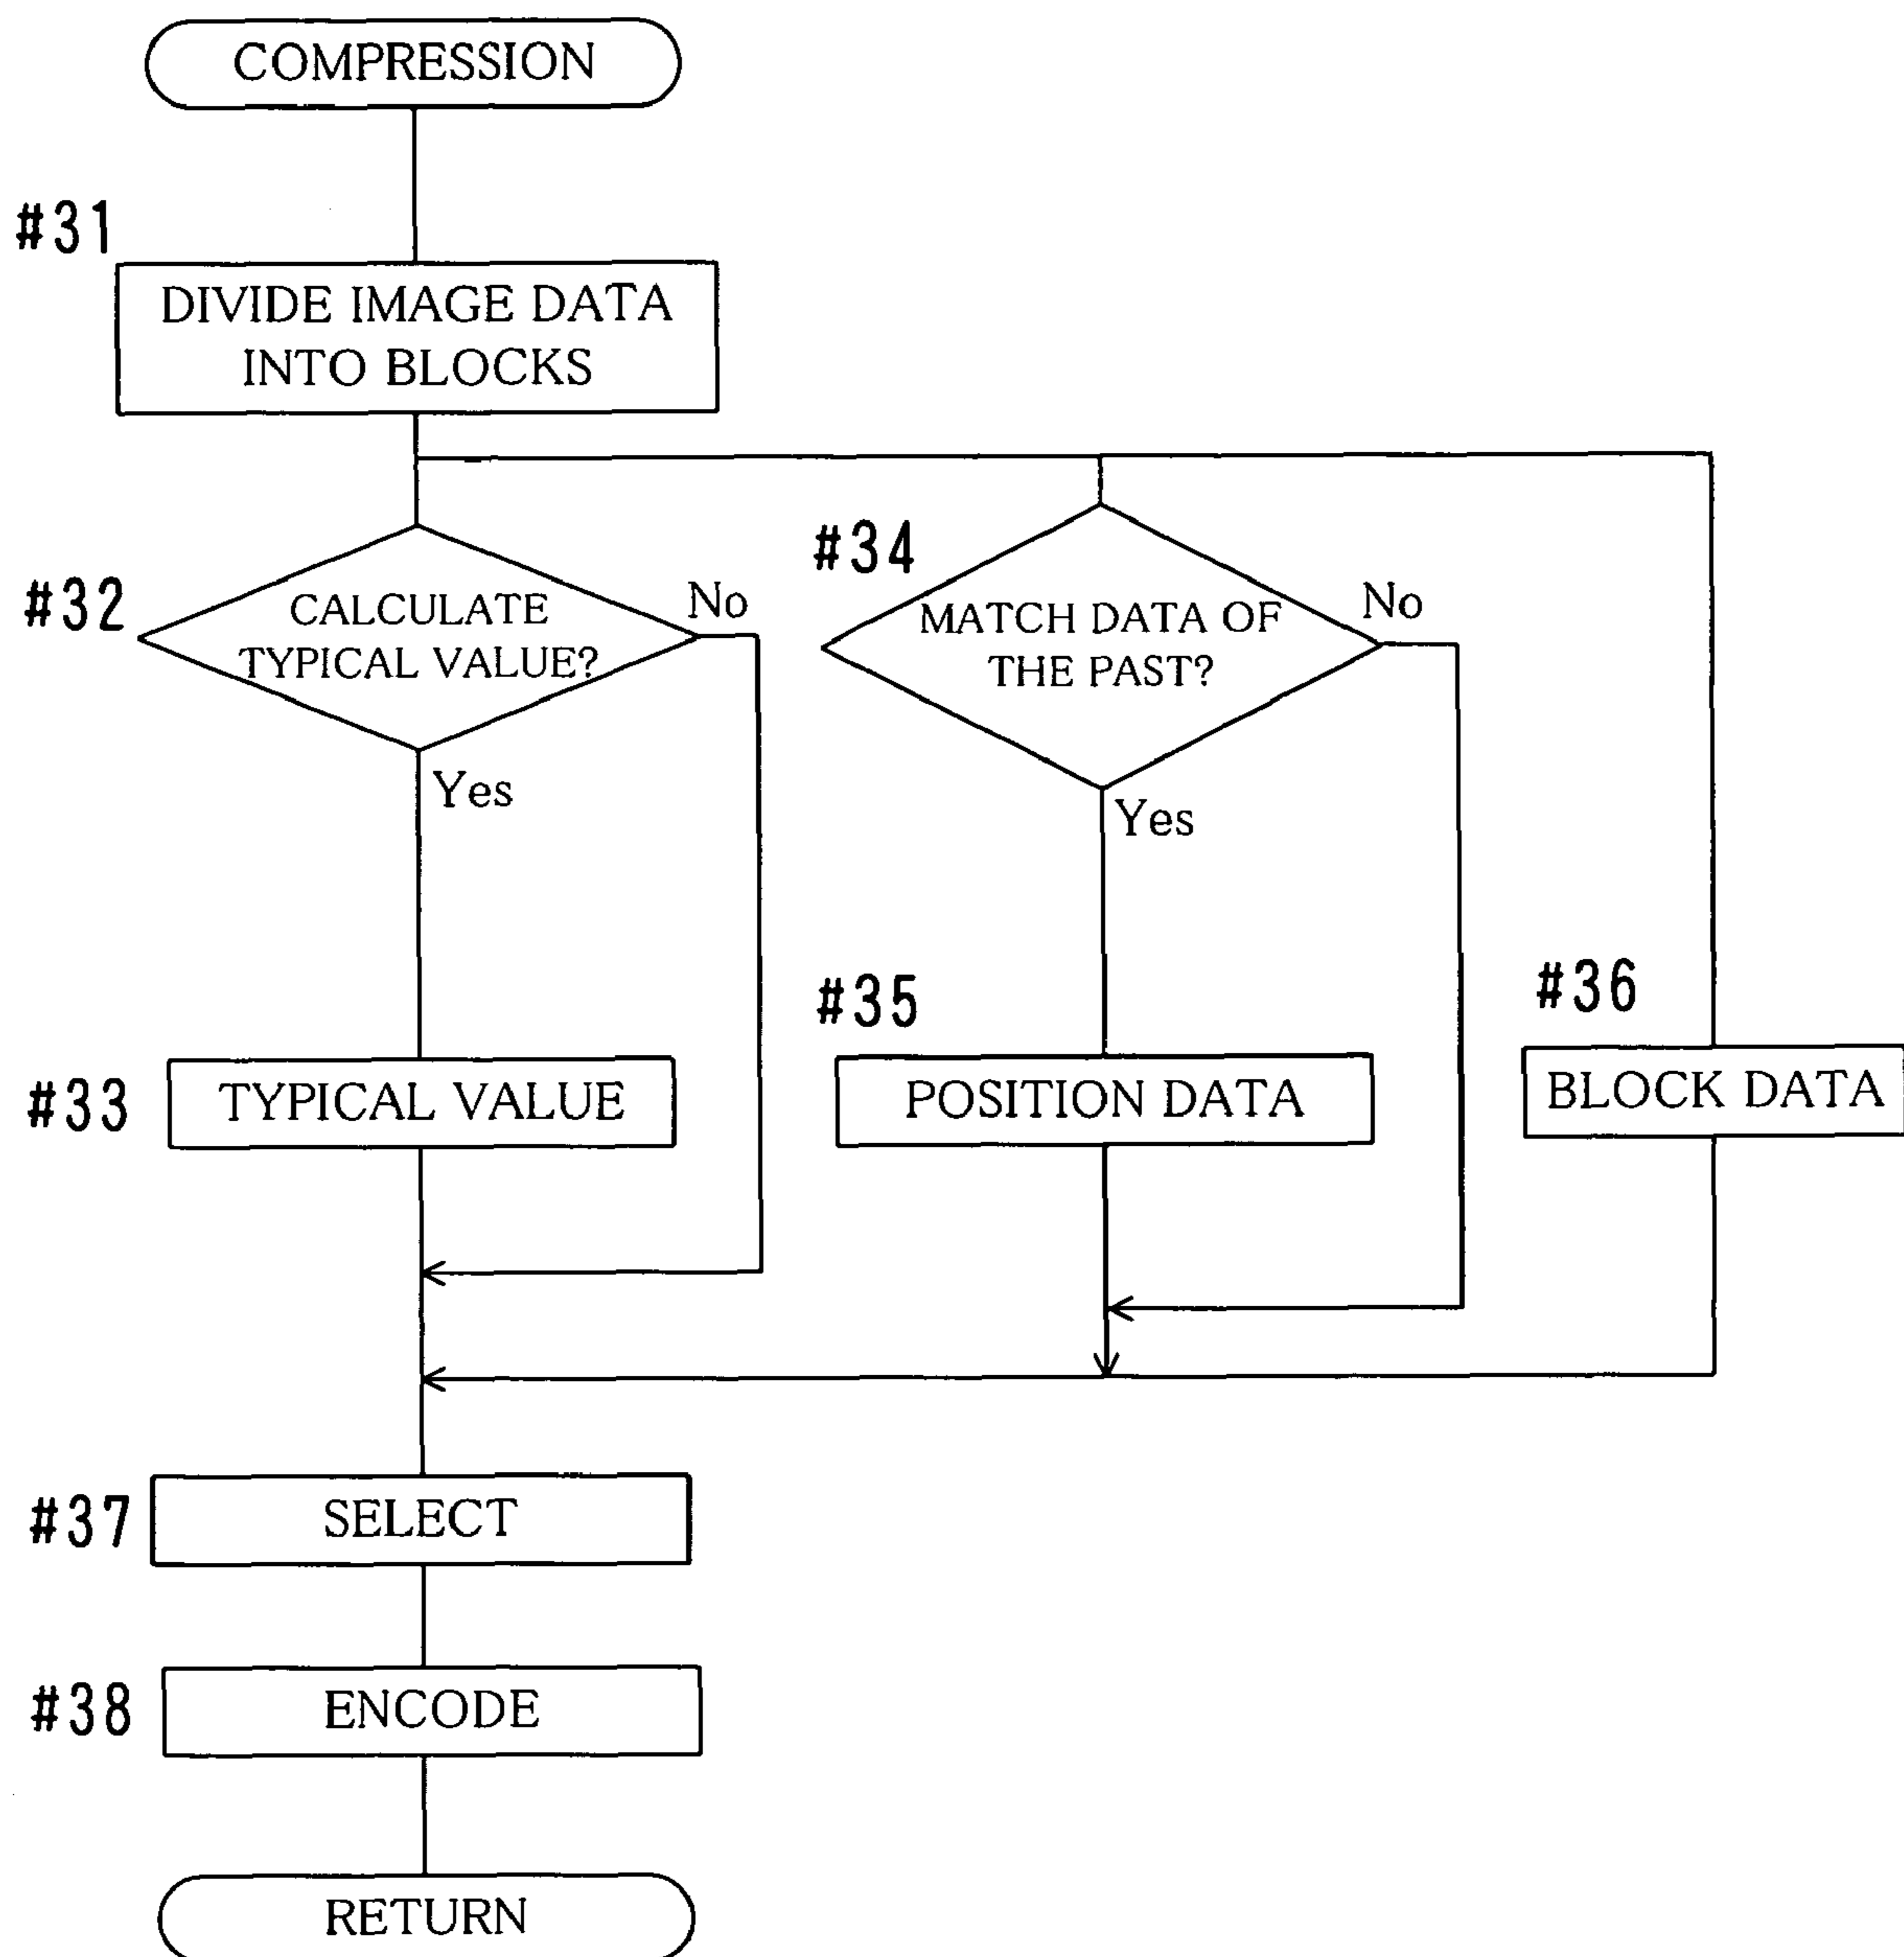 COMPRESSION
#31
DIVIDE IMAGE DATA
INTO BLOCKS
#32
CALCULATE
TYPICAL VALUE?
No
Yes
#34
MATCH DATA OF
THE PAST?
No
Yes
#33
TYPICAL VALUE
#35
POSITION DATA
#36
BLOCK DATA
#37
SELECT
#38
ENCODE
RETURN